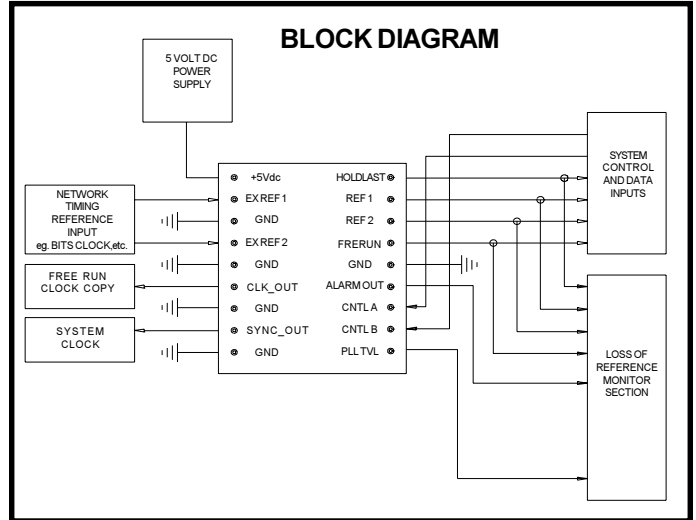 BLOCK DIAGRAM
5 VOLT DC
POWER
SUPPLY
NETWORK
TIMING
REFERENCE
INPUT
eg. BITS CLOCK,etc.
FREE RUN
CLOCK COPY
SYSTEM
CLOCK
+5Vdc
EXREF1
GND
EXREF2
GND
CLK_OUT
GND
SYNC_OUT
GND
HOLDLAST
REF 1
REF 2
FRERUN
GND
ALARM OUT
CNTL A
CNTL B
PLL TVL
SYSTEM
CONTROL
AND DATA
INPUTS
LOSS OF
REFERENCE
MONITOR
SECTION